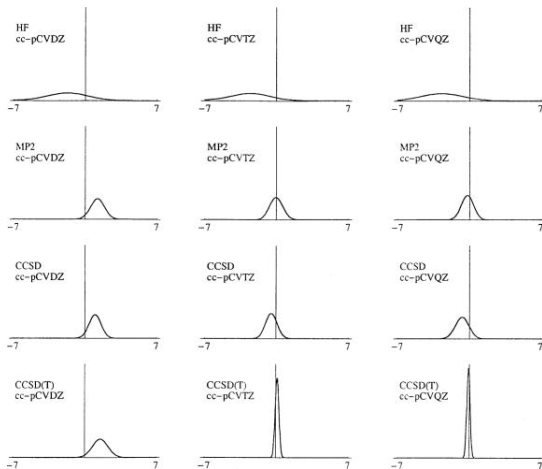 HF
cc-pCVDZ
-7 7
HF
cc-pCVTZ
-7 7
HF
cc-pCVQZ
-7 7
MP2
cc-pCVDZ
-7 7
MP2
cc-pCVTZ
-7 7
MP2
cc-pCVQZ
-7 7
CCSD
cc-pCVDZ
-7 7
CCSD
cc-pCVTZ
-7 7
CCSD
cc-pCVQZ
-7 7
CCSD(T)
cc-pCVDZ
-7 7
CCSD(T)
cc-pCVTZ
-7 7
CCSD(T)
cc-pCVQZ
-7 7